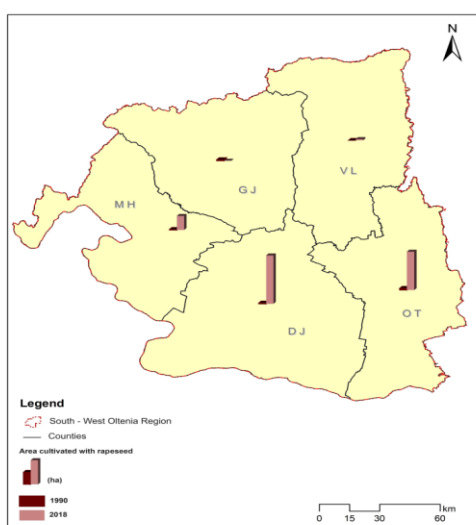 N
VL
GJ
MH
OT
DJ
Legend
South - West Oltenia Region
Counties
Area cultivated with rapeseed
(ha)
1990
2018
km
0 15 30 60